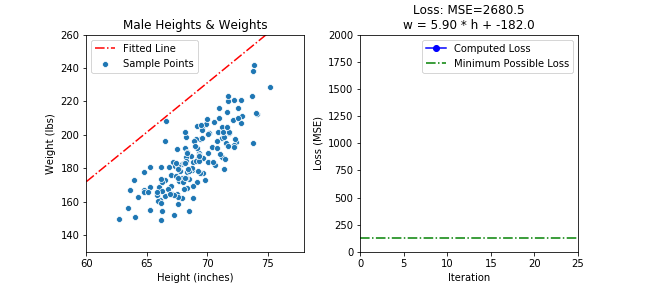 Male Heights & Weights
Fitted Line
Sample Points
260
240
220
200
180
160
140
Weight (lbs)
60
65
70
75
Height (inches)
Loss: MSE=2680.5
w = 5.90 * h + -182.0
Computed Loss
Minimum Possible Loss
2000
1750
1500
1250
1000
750
500
250
0
Loss (MSE)
0
5
10
15
20
25
Iteration